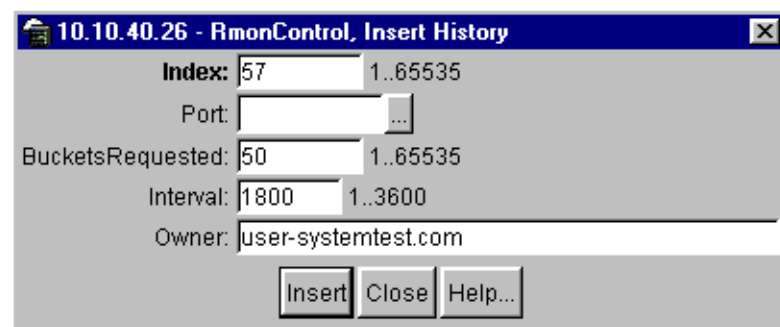 10.10.40.26 - RmonControl, Insert History
Index: 57 1..65535
Port: ...
BucketsRequested: 50 1..65535
Interval: 1800 1..3600
Owner: user-systemtest.com
Insert Close Help...